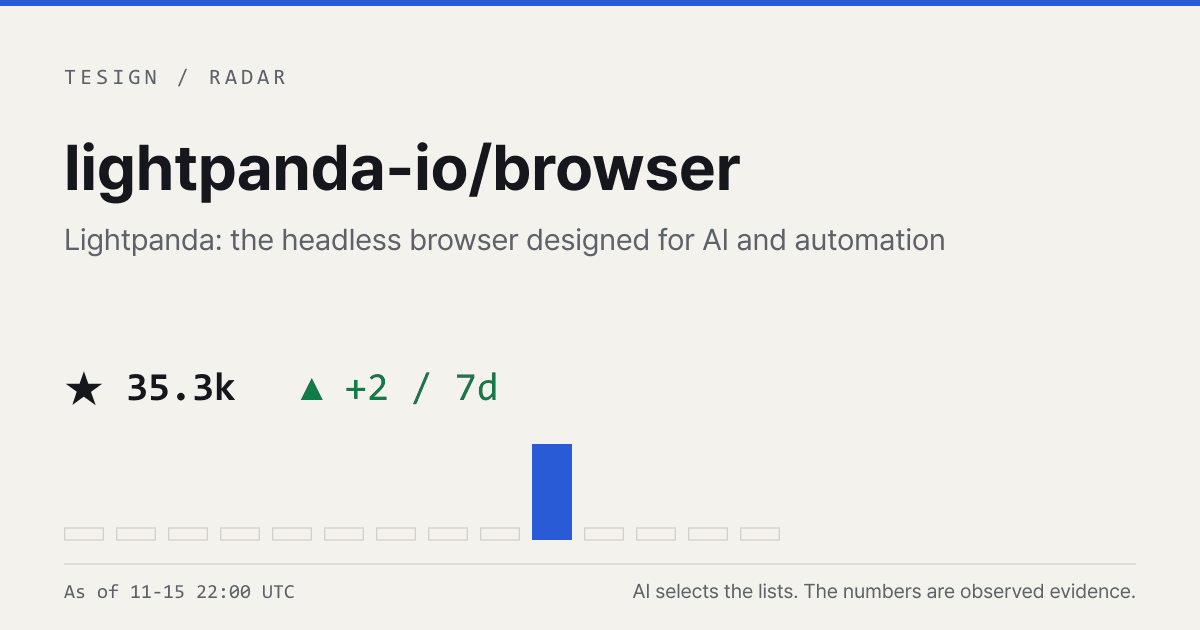 TESIGN / RADAR
lightpanda-io/browser
Lightpanda: the headless browser designed for AI and automation
★ 35.3k ▲ +2 / 7d
As of 11-15 22:00 UTC
AI selects the lists. The numbers are observed evidence.